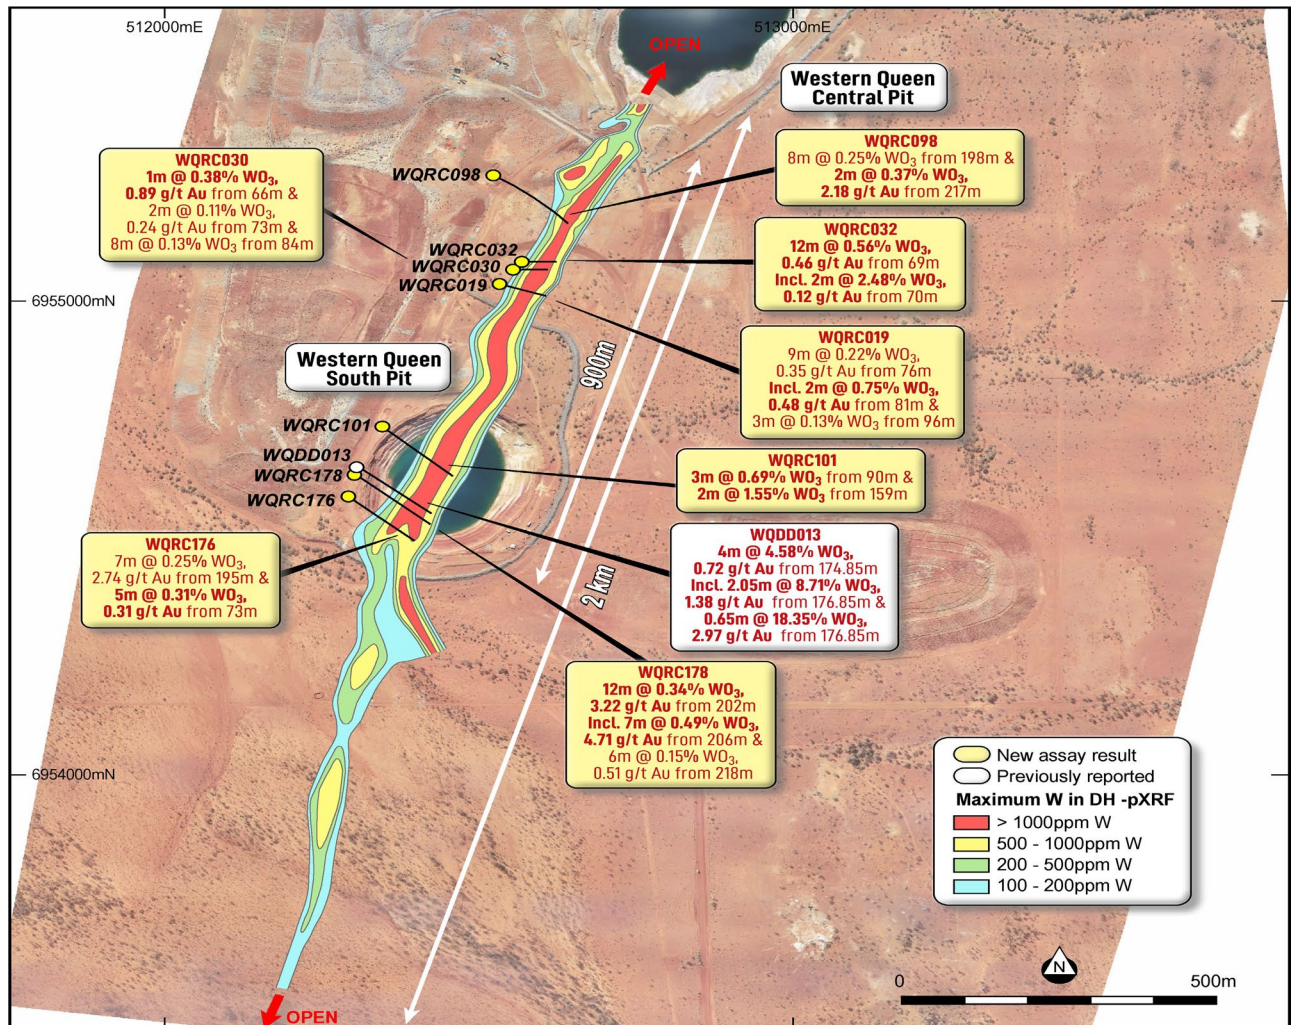 512000mE
513000mE
OPEN
Western Queen
Central Pit
WQRC098
8m @ 0.25% WO₃ from 198m &
2m @ 0.37% WO₃,
2.18 g/t Au from 217m
WQRC030
1m @ 0.38% WO₃,
0.89 g/t Au from 66m &
2m @ 0.11% WO₃,
0.24 g/t Au from 73m &
8m @ 0.13% WO₃ from 84m
WQRC098
WQRC032
WQRC030
WQRC019
WQRC032
12m @ 0.56% WO₃,
0.46 g/t Au from 69m
Incl. 2m @ 2.48% WO₃,
0.12 g/t Au from 70m
6955000mN
WQRC019
9m @ 0.22% WO₃,
0.35 g/t Au from 76m
Incl. 2m @ 0.75% WO₃,
0.48 g/t Au from 81m &
3m @ 0.13% WO₃ from 96m
Western Queen
South Pit
900m
2 km
WQRC101
WQDD013
WQRC178
WQRC176
WQRC101
3m @ 0.69% WO₃ from 90m &
2m @ 1.55% WO₃ from 159m
WQRC176
7m @ 0.25% WO₃,
2.74 g/t Au from 195m &
5m @ 0.31% WO₃,
0.31 g/t Au from 73m
WQDD013
4m @ 4.58% WO₃,
0.72 g/t Au from 174.85m
Incl. 2.05m @ 8.71% WO₃,
1.38 g/t Au from 176.85m &
0.65m @ 18.35% WO₃,
2.97 g/t Au from 176.85m
WQRC178
12m @ 0.34% WO₃,
3.22 g/t Au from 202m
Incl. 7m @ 0.49% WO₃,
4.71 g/t Au from 206m &
6m @ 0.15% WO₃,
0.51 g/t Au from 218m
6954000mN
New assay result
Previously reported
Maximum W in DH -pXRF
> 1000ppm W
500 - 1000ppm W
200 - 500ppm W
100 - 200ppm W
N
0
500m
OPEN